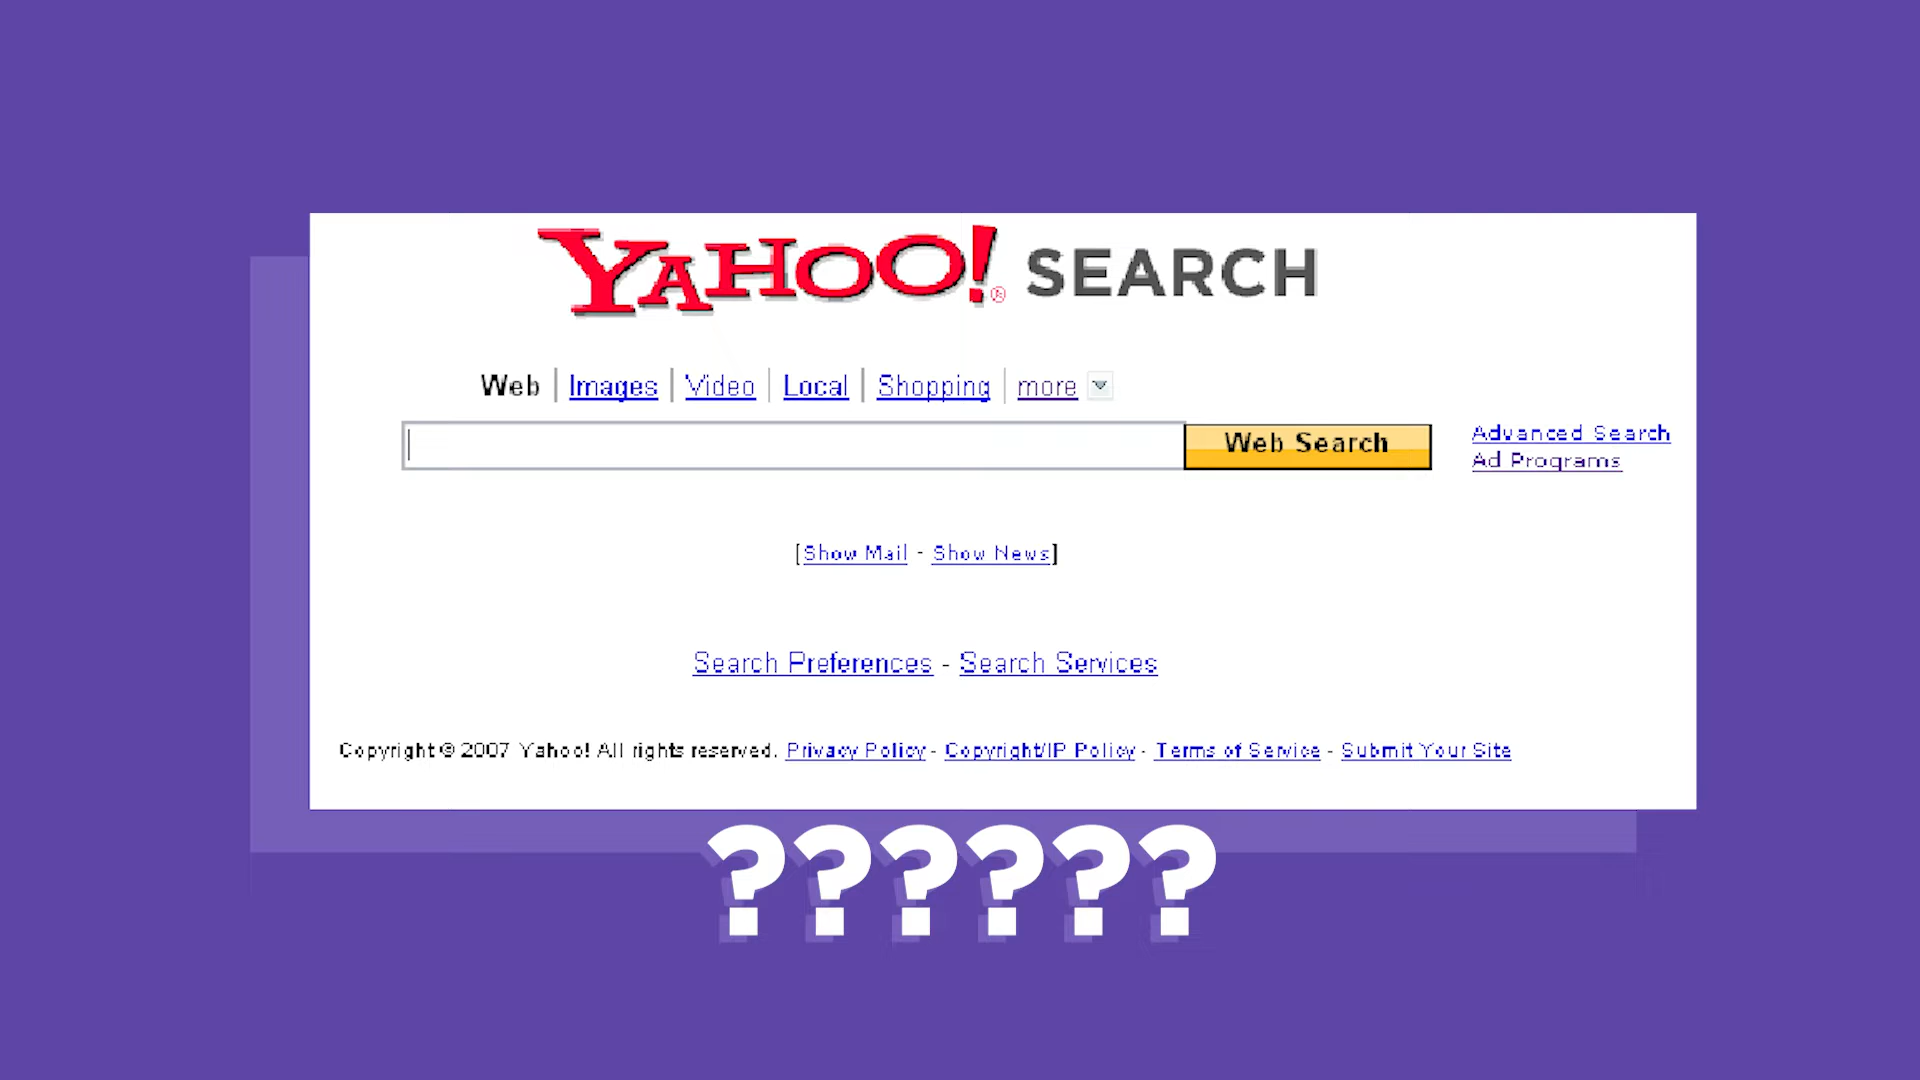 YAHOO!® SEARCH
Web | Images | Video | Local | Shopping | more
Web Search
Advanced Search
Ad Programs
[Show Mail - Show News]
Search Preferences - Search Services
Copyright © 2007 Yahoo! All rights reserved. Privacy Policy - Copyright/IP Policy - Terms of Service - Submit Your Site
??????